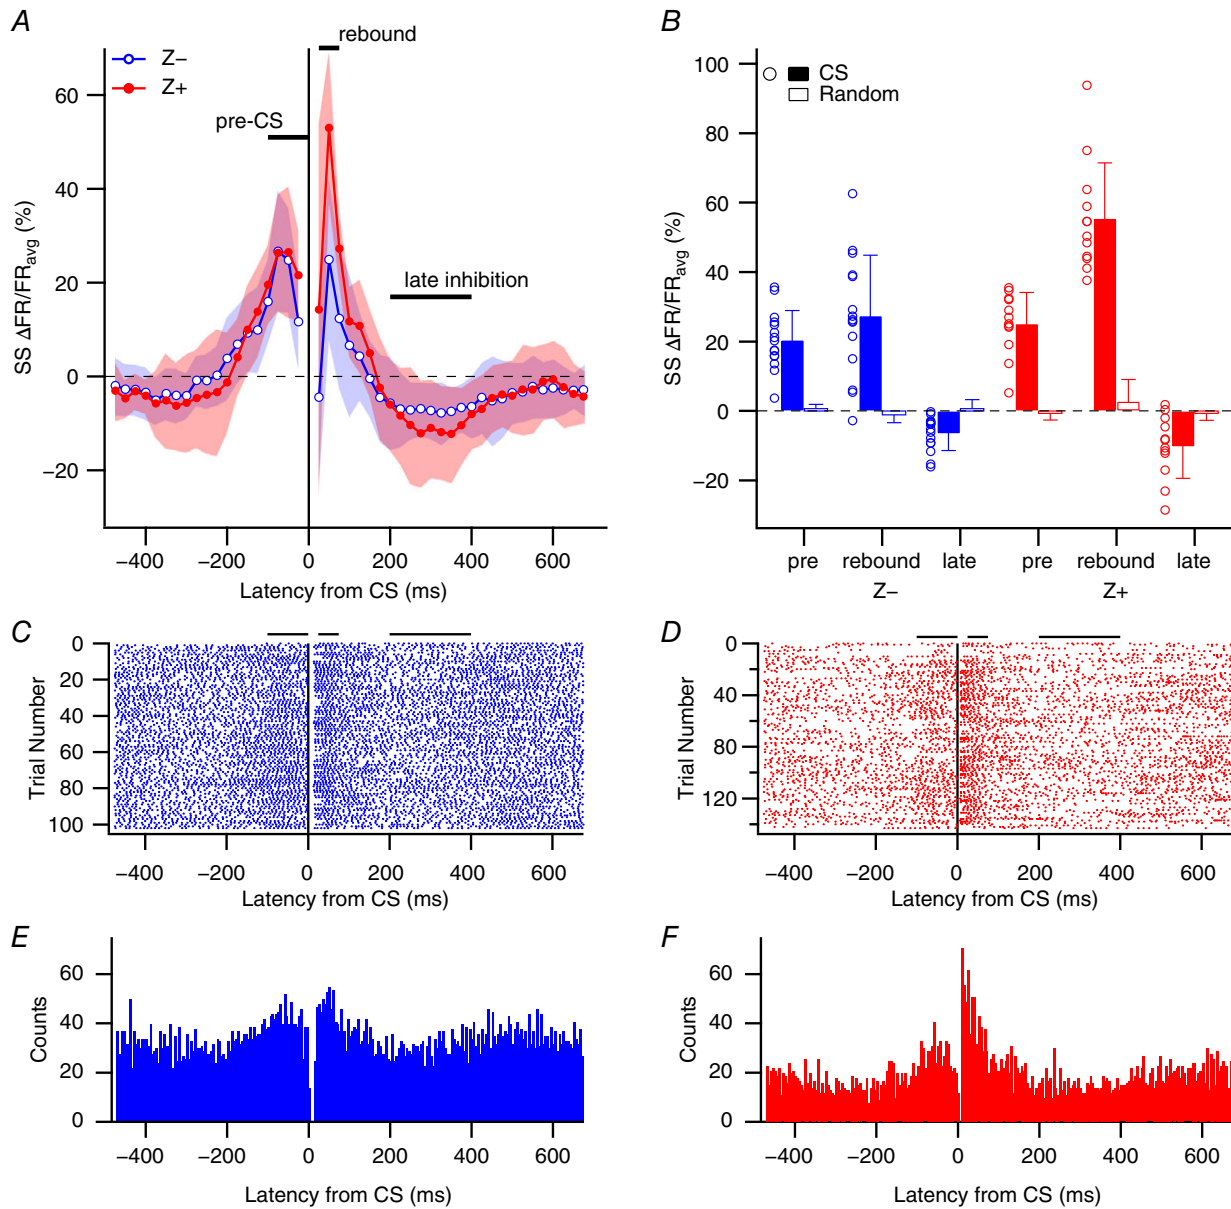 A
B
rebound
Z−
Z+
pre-CS
late inhibition
SS ΔFR/FRavg (%)
60
40
20
0
−20
−400
−200
0
200
400
600
Latency from CS (ms)
CS
Random
SS ΔFR/FRavg (%)
100
80
60
40
20
0
−20
pre
rebound
late
pre
rebound
late
Z−
Z+
C
Trial Number
0
20
40
60
80
100
−400
−200
0
200
400
600
Latency from CS (ms)
D
Trial Number
0
40
80
120
−400
−200
0
200
400
600
Latency from CS (ms)
E
Counts
60
40
20
0
−400
−200
0
200
400
600
Latency from CS (ms)
F
Counts
60
40
20
0
−400
−200
0
200
400
600
Latency from CS (ms)